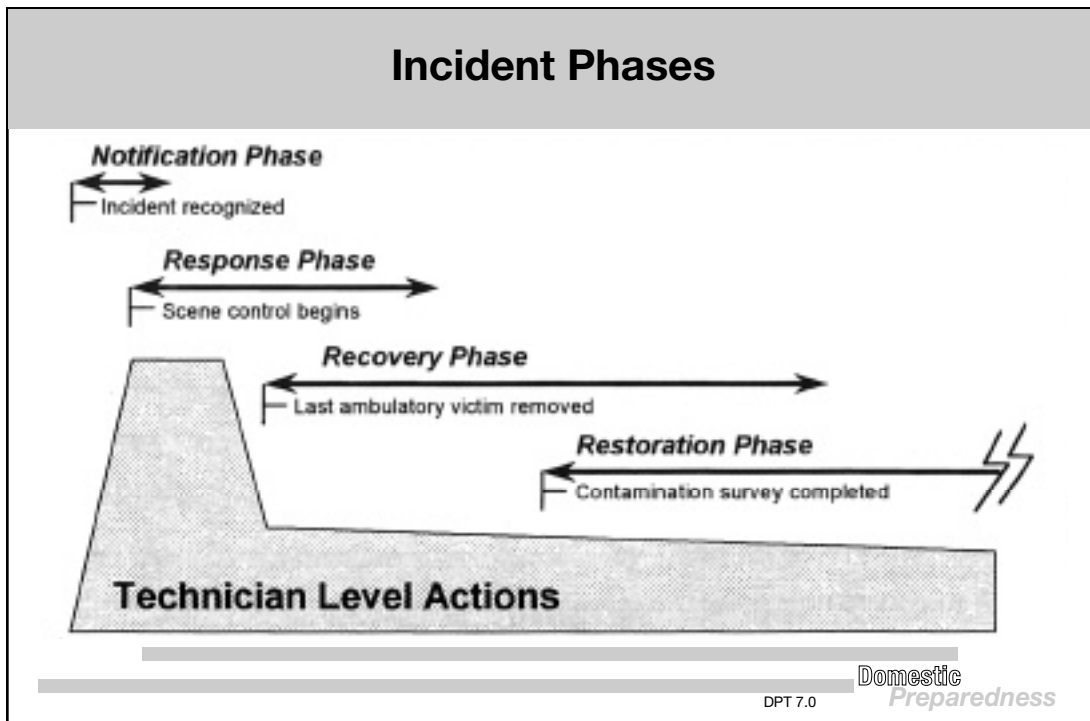 Incident Phases
Notification Phase
Incident recognized
Response Phase
Scene control begins
Recovery Phase
Last ambulatory victim removed
Restoration Phase
Contamination survey completed
Technician Level Actions
Domestic
DPT 7.0
Preparedness